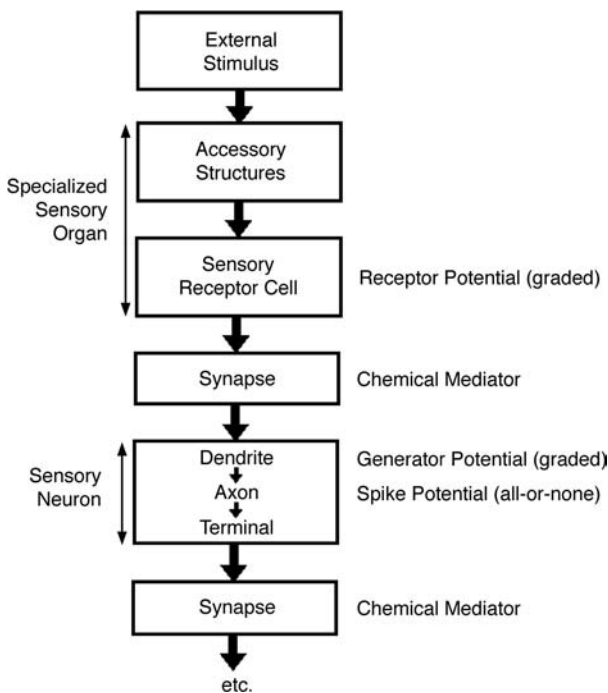 External
Stimulus
Accessory
Structures
Specialized
Sensory
Organ
Sensory
Receptor Cell
Receptor Potential (graded)
Synapse
Chemical Mediator
Sensory
Neuron
Dendrite
Generator Potential (graded)
Axon
Spike Potential (all-or-none)
Terminal
Synapse
Chemical Mediator
etc.